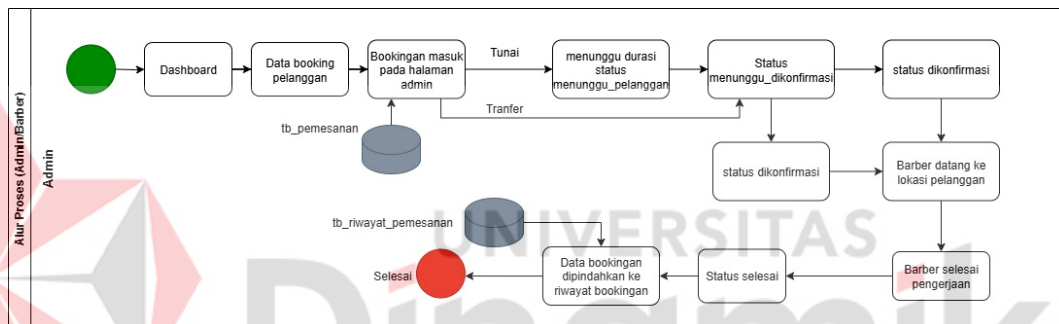 Alur Proses (Admin/Barber)
Admin
Dashboard
Data booking
pelanggan
Bookingan masuk
pada halaman
admin
Tunai
Tranfer
menunggu durasi
status
menunggu_pelanggan
Status
menunggu_dikonfirmasi
status dikonfirmasi
tb_pemesanan
status dikonfirmasi
Barber datang ke
lokasi pelanggan
tb_riwayat_pemesanan
UNIVERSITAS
Selesai
Data bookingan
dipindahkan ke
riwayat bookingan
Status selesai
Barber selesai
pengerjaan
Dinamika